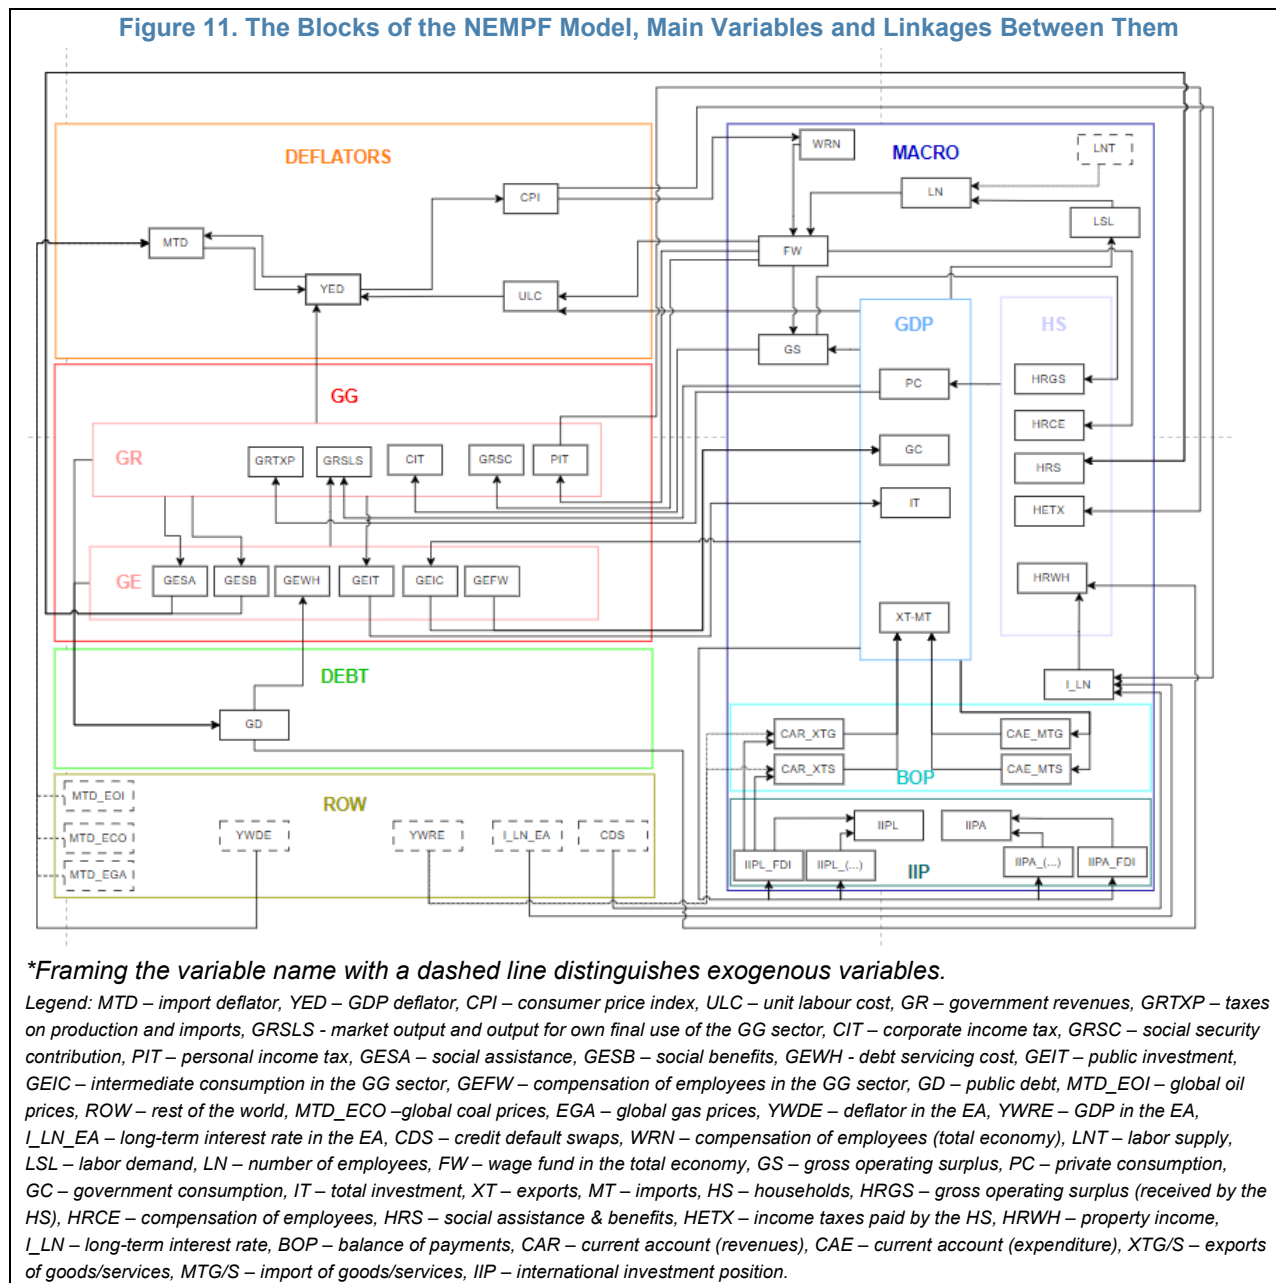 Figure 11. The Blocks of the NEMPF Model, Main Variables and Linkages Between Them
DEFLATORS
MTD
YED
CPI
ULC
GG
GR
GRTXP
GRSLS
CIT
GRSC
PIT
GE
GESA
GESB
GEWH
GEIT
GEIC
GEFW
DEBT
GD
ROW
MTD_EOI
MTD_ECO
MTD_EGA
YWDE
YWRE
I_LN_EA
CDS
MACRO
WRN
LNT
LN
LSL
FW
GS
GDP
PC
GC
IT
XT-MT
HS
HRGS
HRCE
HRS
HETX
HRWH
I_LN
CAR_XTG
CAE_MTG
CAR_XTS
CAE_MTS
BOP
IIPL
IIPA
IIPL_FDI
IIPL_(...)
IIPA_(...)
IIPA_FDI
IIP
*Framing the variable name with a dashed line distinguishes exogenous variables.
Legend: MTD – import deflator, YED – GDP deflator, CPI – consumer price index, ULC – unit labour cost, GR – government revenues, GRTXP – taxes
on production and imports, GRSLS - market output and output for own final use of the GG sector, CIT – corporate income tax, GRSC – social security
contribution, PIT – personal income tax, GESA – social assistance, GESB – social benefits, GEWH - debt servicing cost, GEIT – public investment,
GEIC – intermediate consumption in the GG sector, GEFW – compensation of employees in the GG sector, GD – public debt, MTD_EOI – global oil
prices, ROW – rest of the world, MTD_ECO –global coal prices, EGA – global gas prices, YWDE – deflator in the EA, YWRE – GDP in the EA,
I_LN_EA – long-term interest rate in the EA, CDS – credit default swaps, WRN – compensation of employees (total economy), LNT – labor supply,
LSL – labor demand, LN – number of employees, FW – wage fund in the total economy, GS – gross operating surplus, PC – private consumption,
GC – government consumption, IT – total investment, XT – exports, MT – imports, HS – households, HRGS – gross operating surplus (received by the
HS), HRCE – compensation of employees, HRS – social assistance & benefits, HETX – income taxes paid by the HS, HRWH – property income,
I_LN – long-term interest rate, BOP – balance of payments, CAR – current account (revenues), CAE – current account (expenditure), XTG/S – exports
of goods/services, MTG/S – import of goods/services, IIP – international investment position.